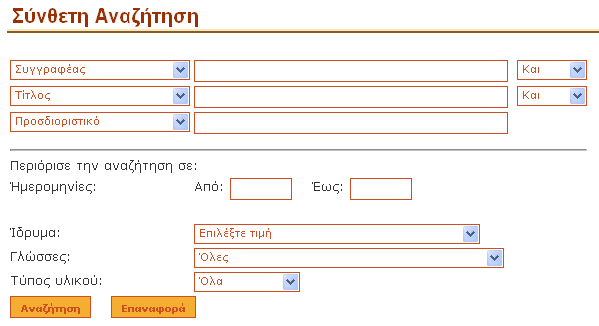 Σύνθετη Αναζήτηση
Συγγραφέας Και
Τίτλος Και
Προσδιοριστικό
Περιόρισε την αναζήτηση σε:
Ημερομηνίες: Από: Έως:
Ίδρυμα: Επιλέξτε τιμή
Γλώσσες: Όλες
Τύπος υλικού: Όλα
Αναζήτηση Επαναφορά